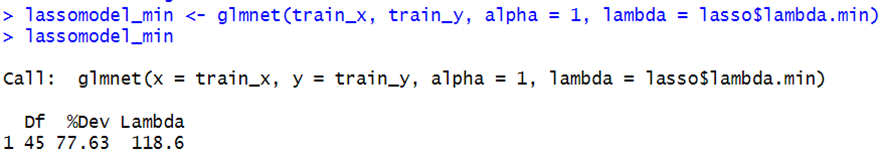 > lassomodel_min <- glmnet(train_x, train_y, alpha = 1, lambda = lasso$lambda.min)
> lassomodel_min
Call:  glmnet(x = train_x, y = train_y, alpha = 1, lambda = lasso$lambda.min)
  Df  %Dev Lambda
1 45 77.63  118.6